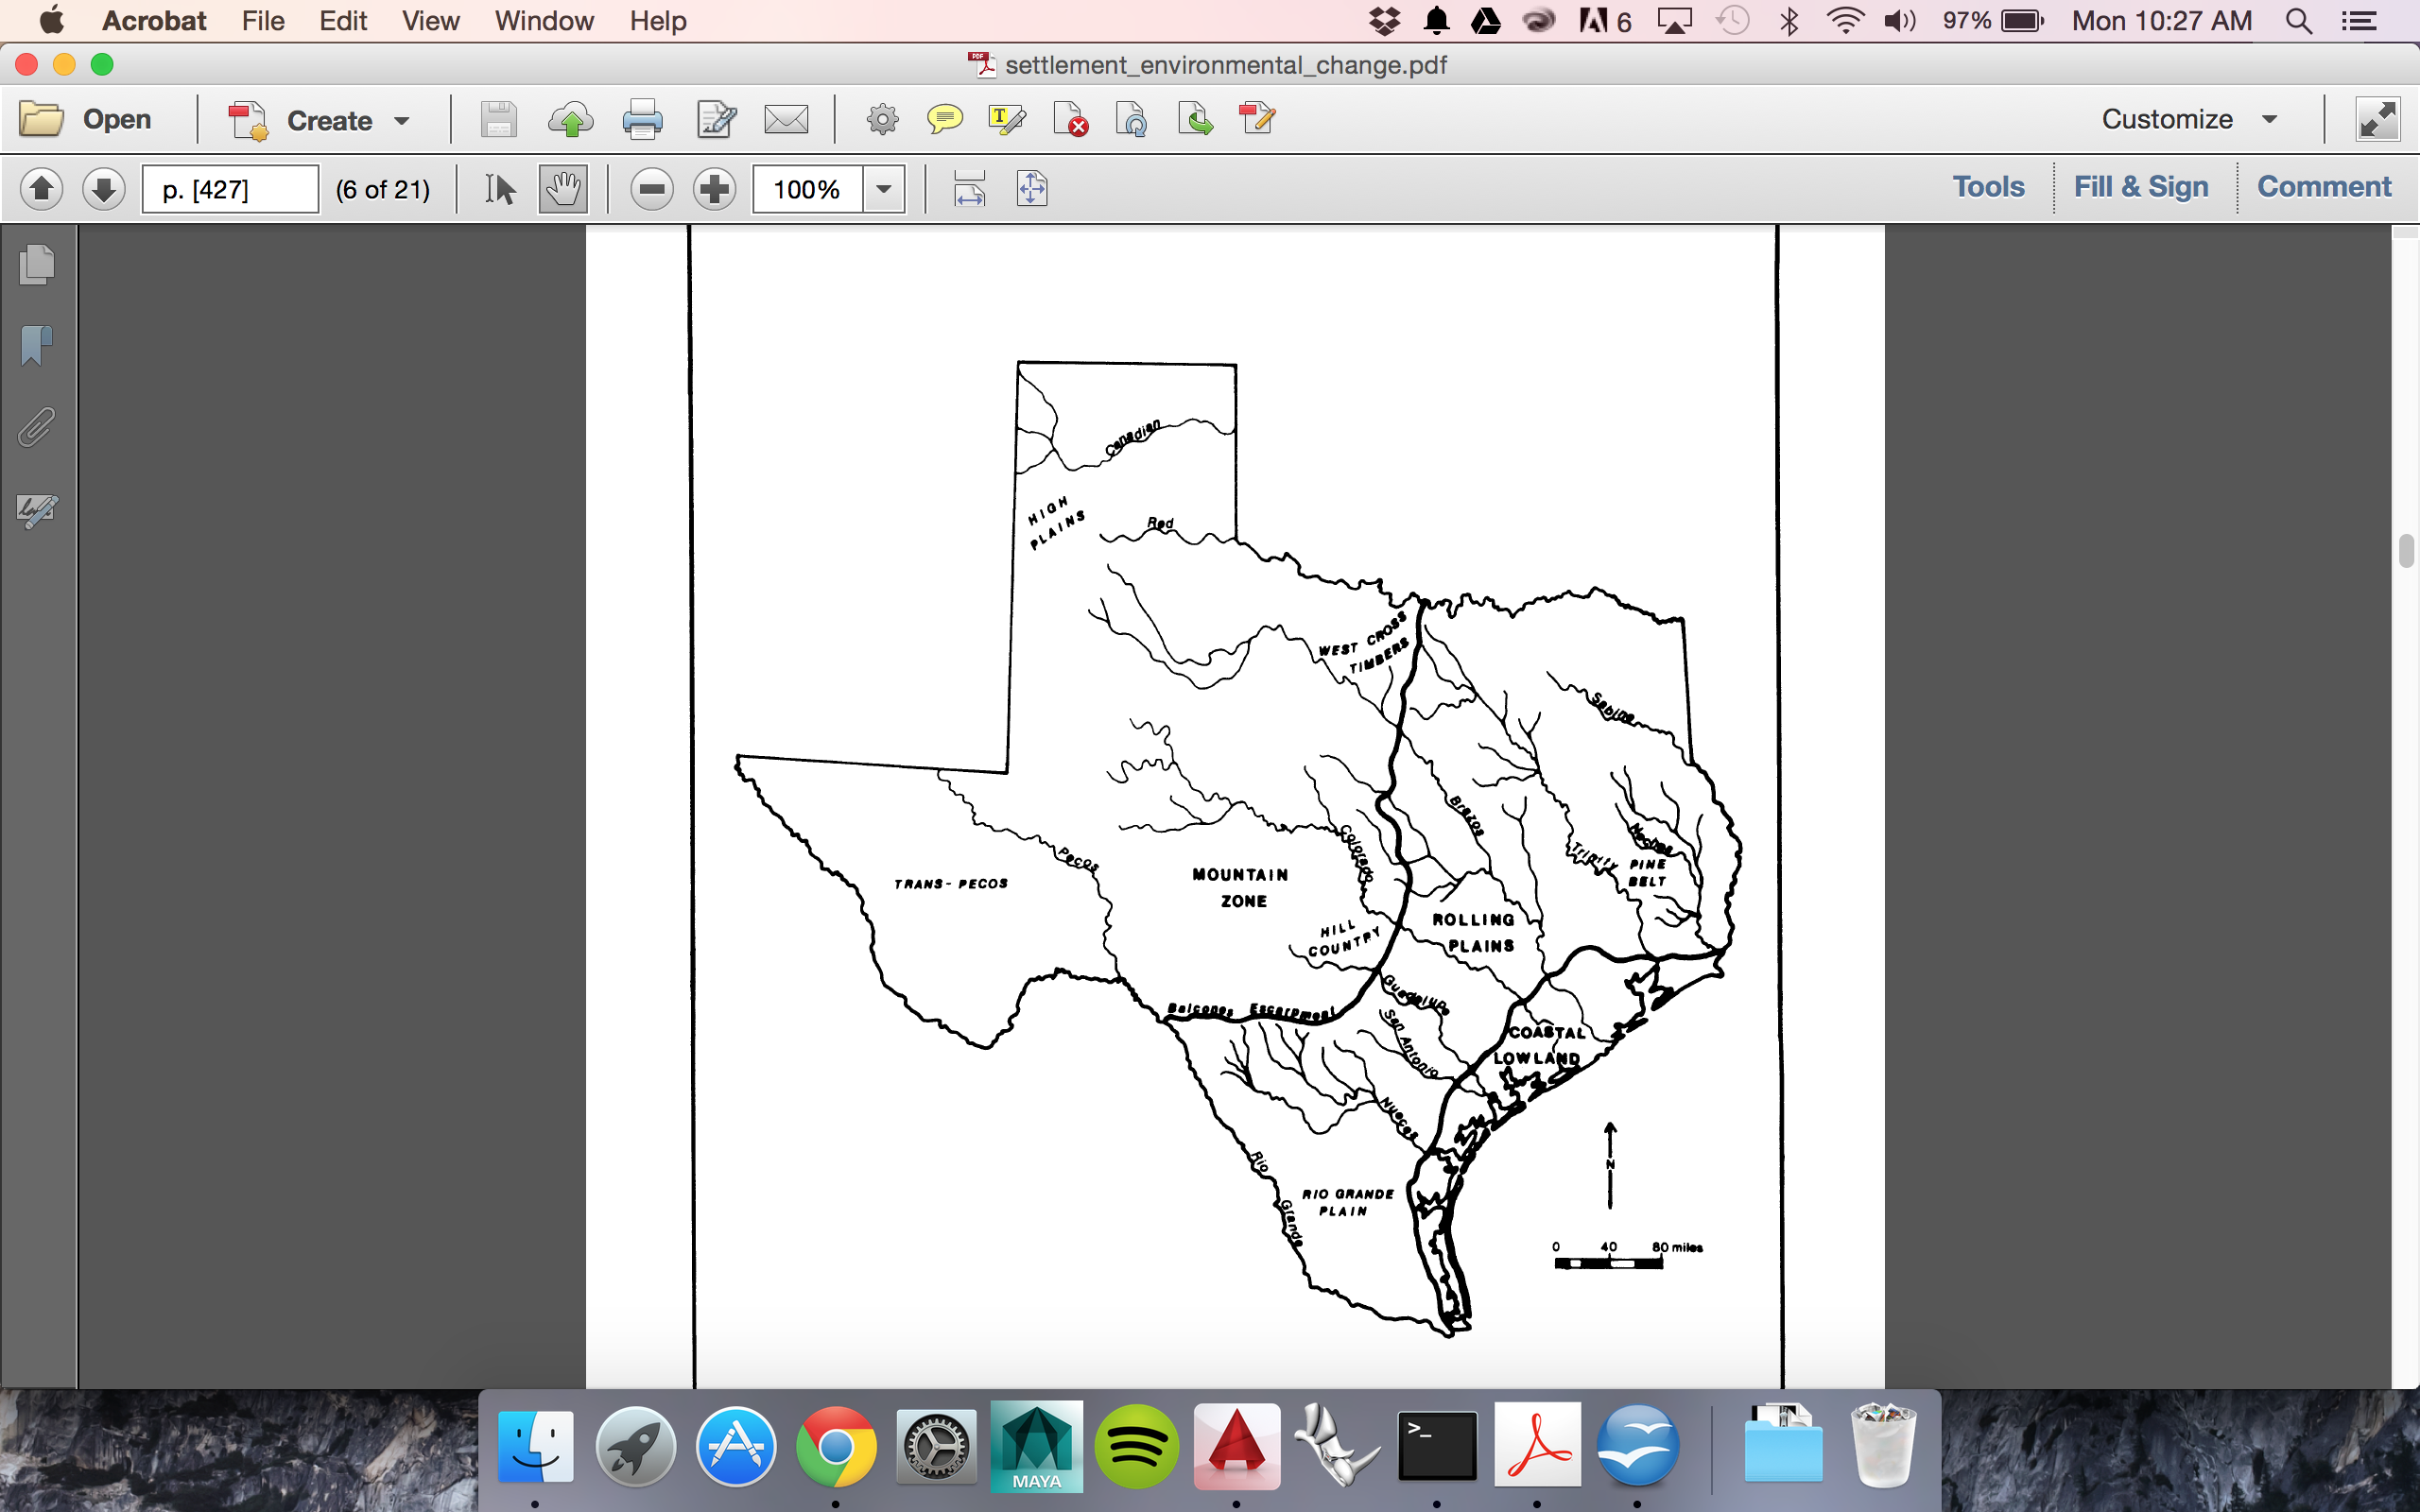 Acrobat File Edit View Window Help 6 97% Mon 10:27 AM
settlement_environmental_change.pdf
Open Create Customize
p. [427] (6 of 21) 100% Tools Fill & Sign Comment
Canadian
HIGH
PLAINS
Red
WEST CROSS
TIMBERS
Sabine
Brazos
Neches
Colorado
Trinity
Pecos
PINE
BELT
TRANS-PECOS
MOUNTAIN
ZONE
ROLLING
PLAINS
HILL
COUNTRY
Guadalupe
Balcones Escarpment
San Antonio
COASTAL
LOWLAND
Nueces
N
Rio Grande
RIO GRANDE
PLAIN
0 40 80 miles
MAYA
>_